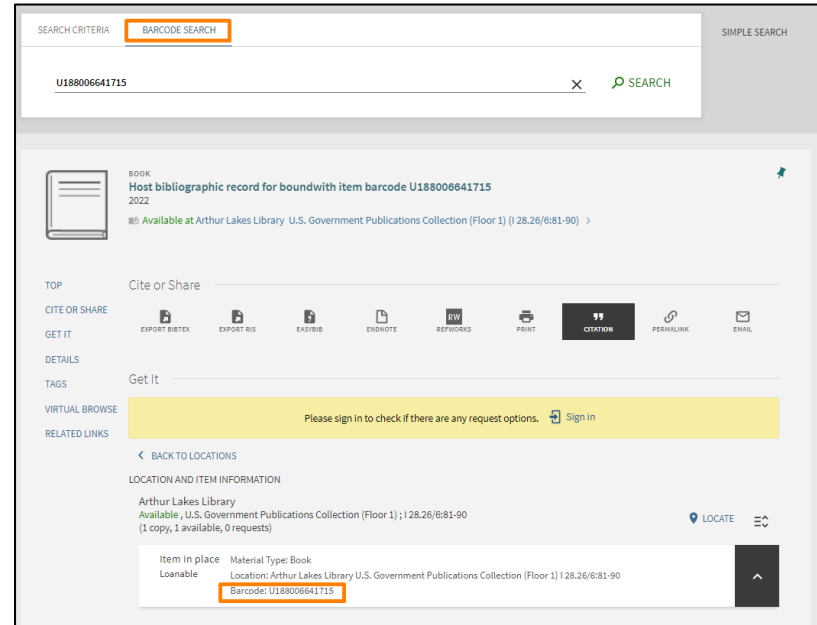 SEARCH CRITERIA
BARCODE SEARCH
SIMPLE SEARCH
U188006641715
SEARCH
BOOK
Host bibliographic record for boundwith item barcode U188006641715
2022
Available at Arthur Lakes Library U.S. Government Publications Collection (Floor 1) (I 28.26/6:81-90)
TOP
CITE OR SHARE
GET IT
DETAILS
TAGS
VIRTUAL BROWSE
RELATED LINKS
Cite or Share
EXPORT BIBTEX
EXPORT RIS
EASYBIB
ENDNOTE
RW
REFWORKS
PRINT
CITATION
PERMALINK
EMAIL
Get It
Please sign in to check if there are any request options. Sign in
BACK TO LOCATIONS
LOCATION AND ITEM INFORMATION
Arthur Lakes Library
Available , U.S. Government Publications Collection (Floor 1) ; I 28.26/6:81-90
(1 copy, 1 available, 0 requests)
LOCATE
Item in place
Loanable
Material Type: Book
Location: Arthur Lakes Library U.S. Government Publications Collection (Floor 1) I 28.26/6:81-90
Barcode: U188006641715